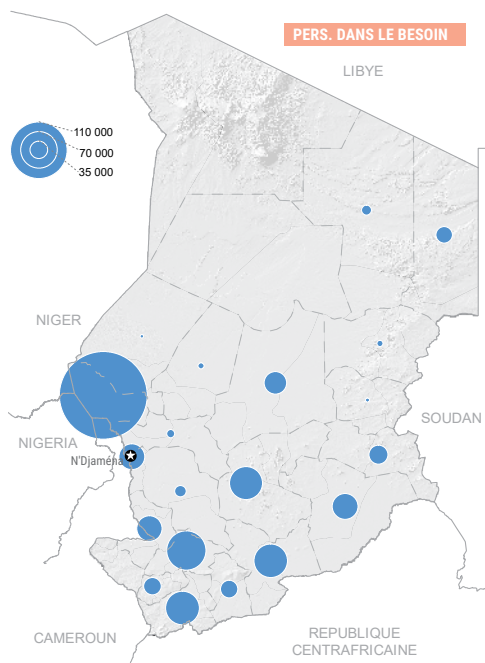 PERS. DANS LE BESOIN
LIBYE
110 000
70 000
35 000
NIGER
SOUDAN
NIGERIA
N'Djaména
CAMEROUN
REPUBLIQUE
CENTRAFRICAINE